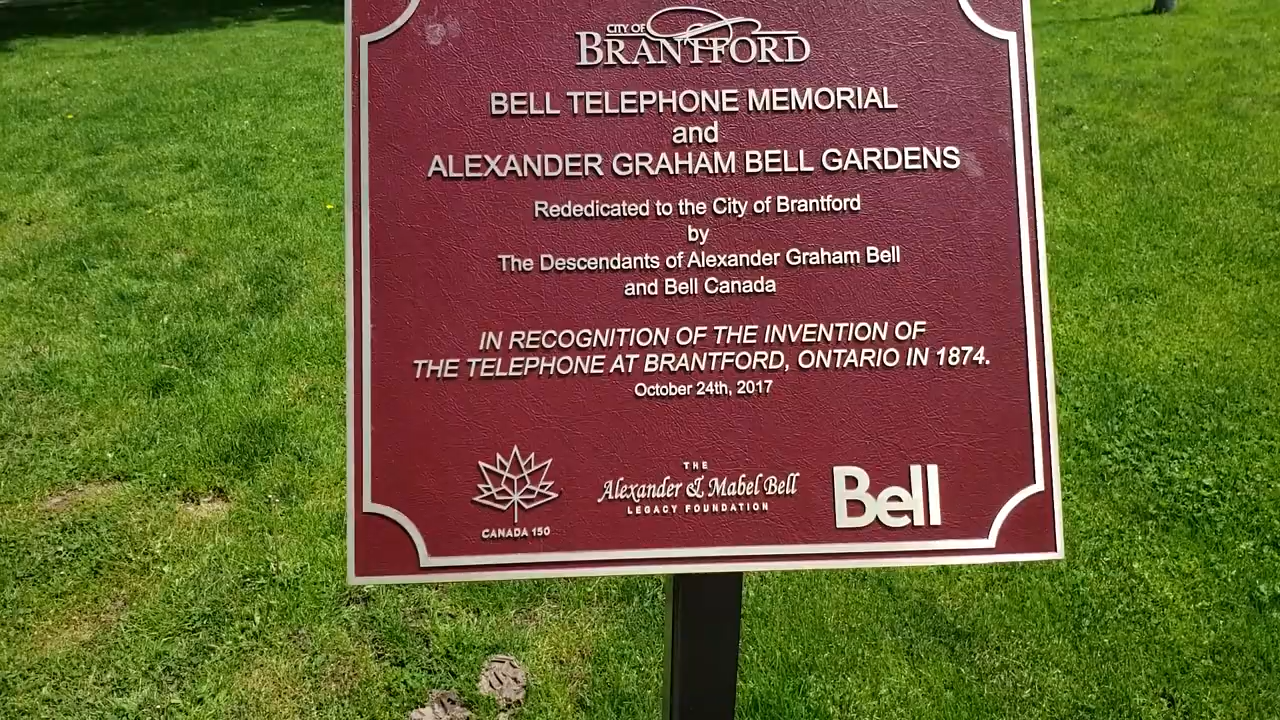 CITY OF
BRANTFORD
BELL TELEPHONE MEMORIAL
and
ALEXANDER GRAHAM BELL GARDENS
Rededicated to the City of Brantford
by
The Descendants of Alexander Graham Bell
and Bell Canada
IN RECOGNITION OF THE INVENTION OF
THE TELEPHONE AT BRANTFORD, ONTARIO IN 1874.
October 24th, 2017
CANADA 150
THE
Alexander & Mabel Bell
LEGACY FOUNDATION
Bell